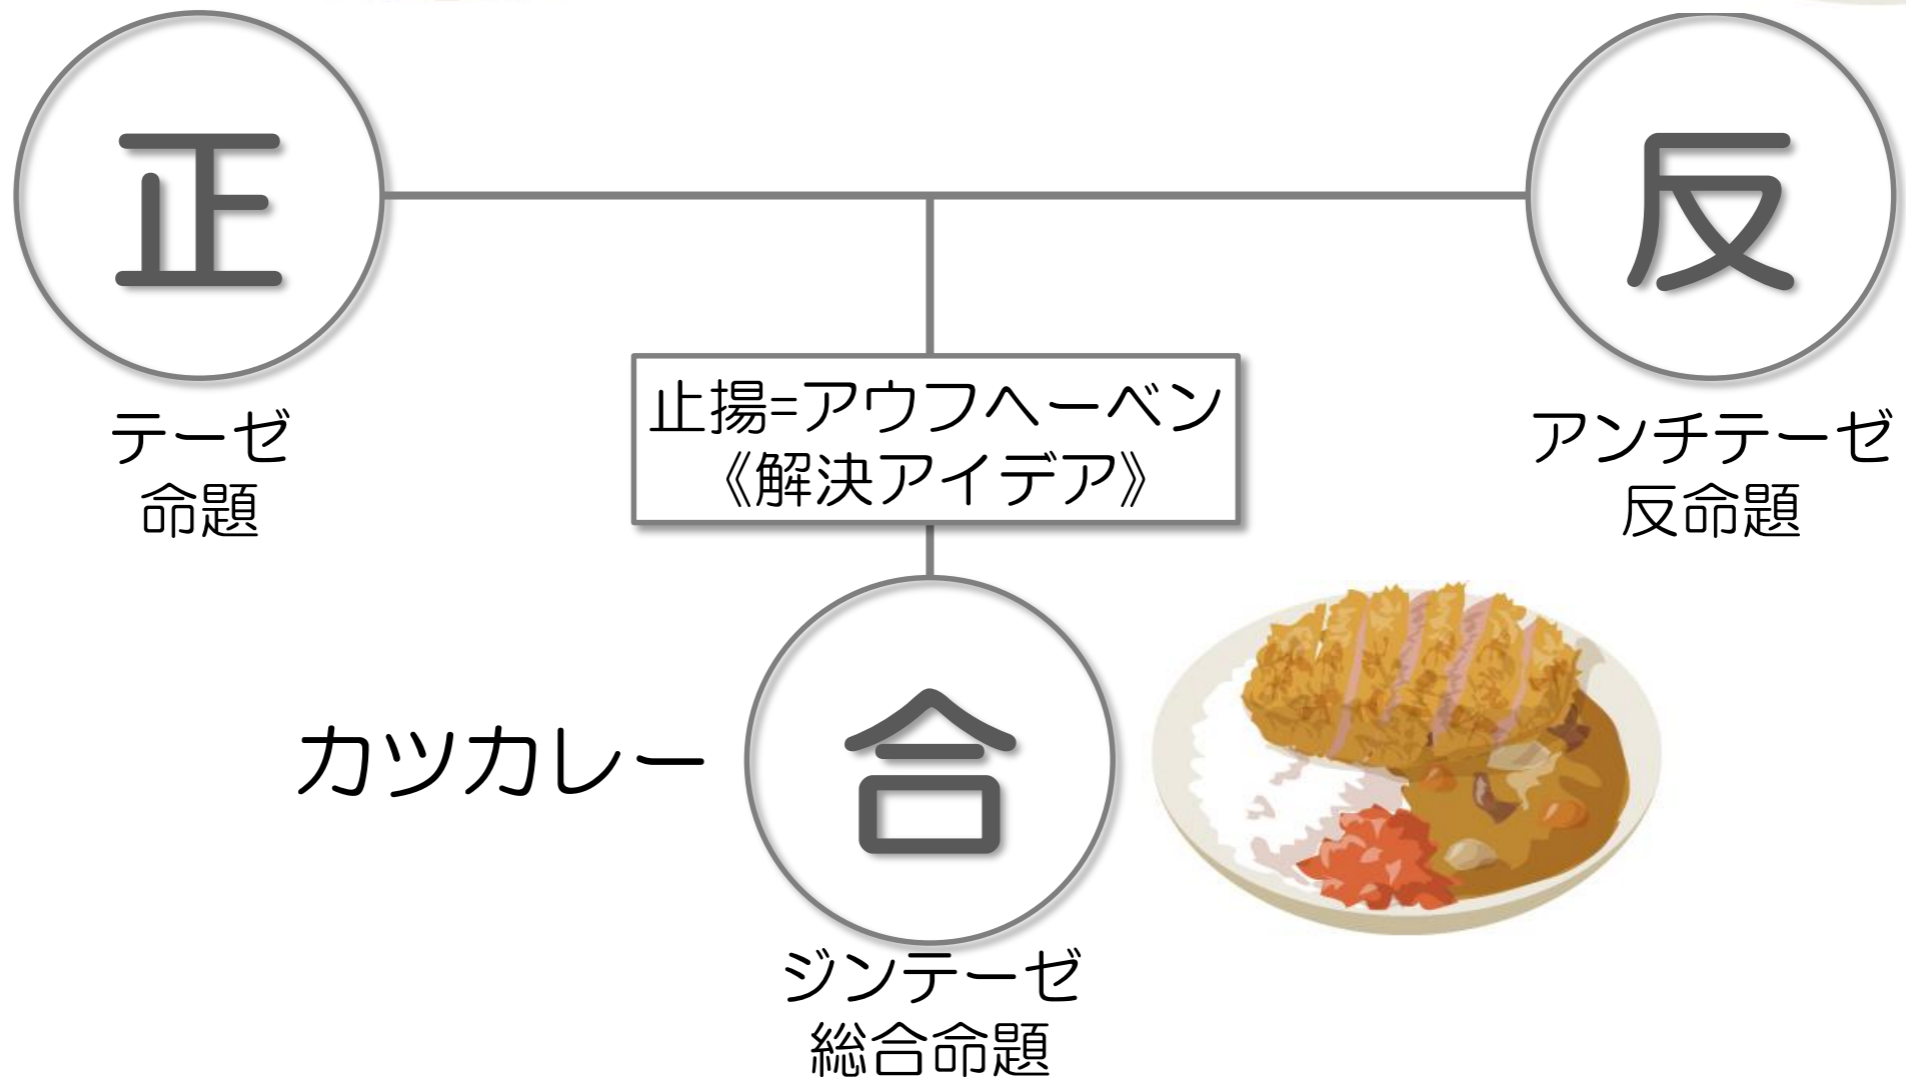 正
反
テーゼ
命題
止揚=アウフヘーベン
《解決アイデア》
アンチテーゼ
反命題
カツカレー
合
ジンテーゼ
総合命題